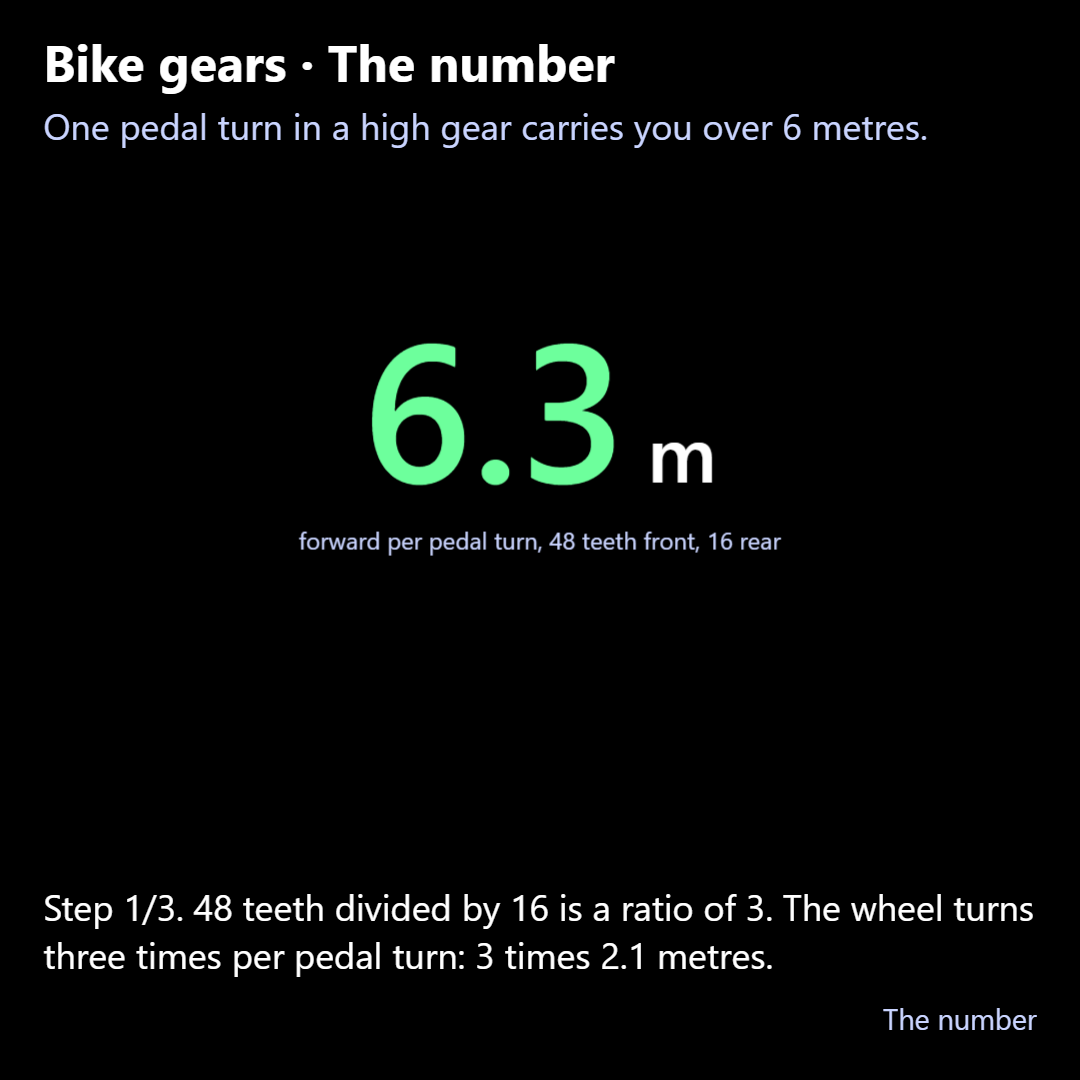 Bike gears · The number
One pedal turn in a high gear carries you over 6 metres.
6.3 m
forward per pedal turn, 48 teeth front, 16 rear
Step 1/3. 48 teeth divided by 16 is a ratio of 3. The wheel turns
three times per pedal turn: 3 times 2.1 metres.
The number